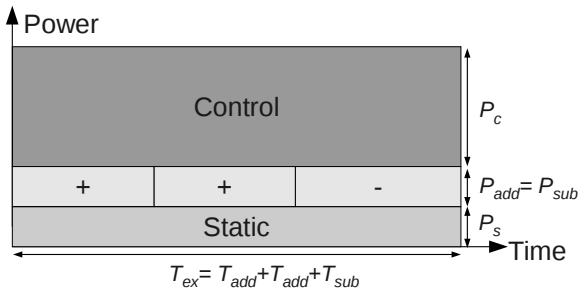 Power
Control
P_c
+ + -
P_add= P_sub
Static
P_s
Time
T_ex= T_add+T_add+T_sub